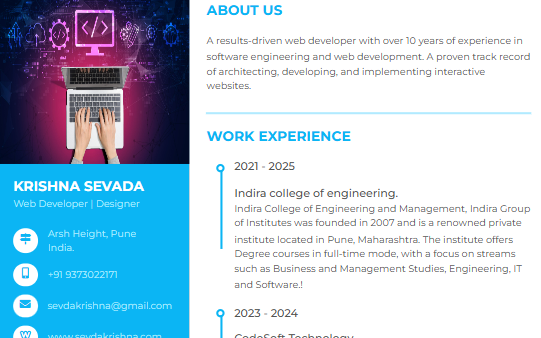 KRISHNA SEVADA
Web Developer | Designer
Arsh Height, Pune
India.
+91 9373022171
sevdakrishna@gmail.com
www.sevdakrishna.com
ABOUT US
A results-driven web developer with over 10 years of experience in
software engineering and web development. A proven track record
of architecting, developing, and implementing interactive
websites.
WORK EXPERIENCE
2021 - 2025
Indira college of engineering.
Indira College of Engineering and Management, Indira Group
of Institutes was founded in 2007 and is a renowned private
institute located in Pune, Maharashtra. The institute offers
Degree courses in full-time mode, with a focus on streams
such as Business and Management Studies, Engineering, IT
and Software.!
2023 - 2024
CodeSoft Technology